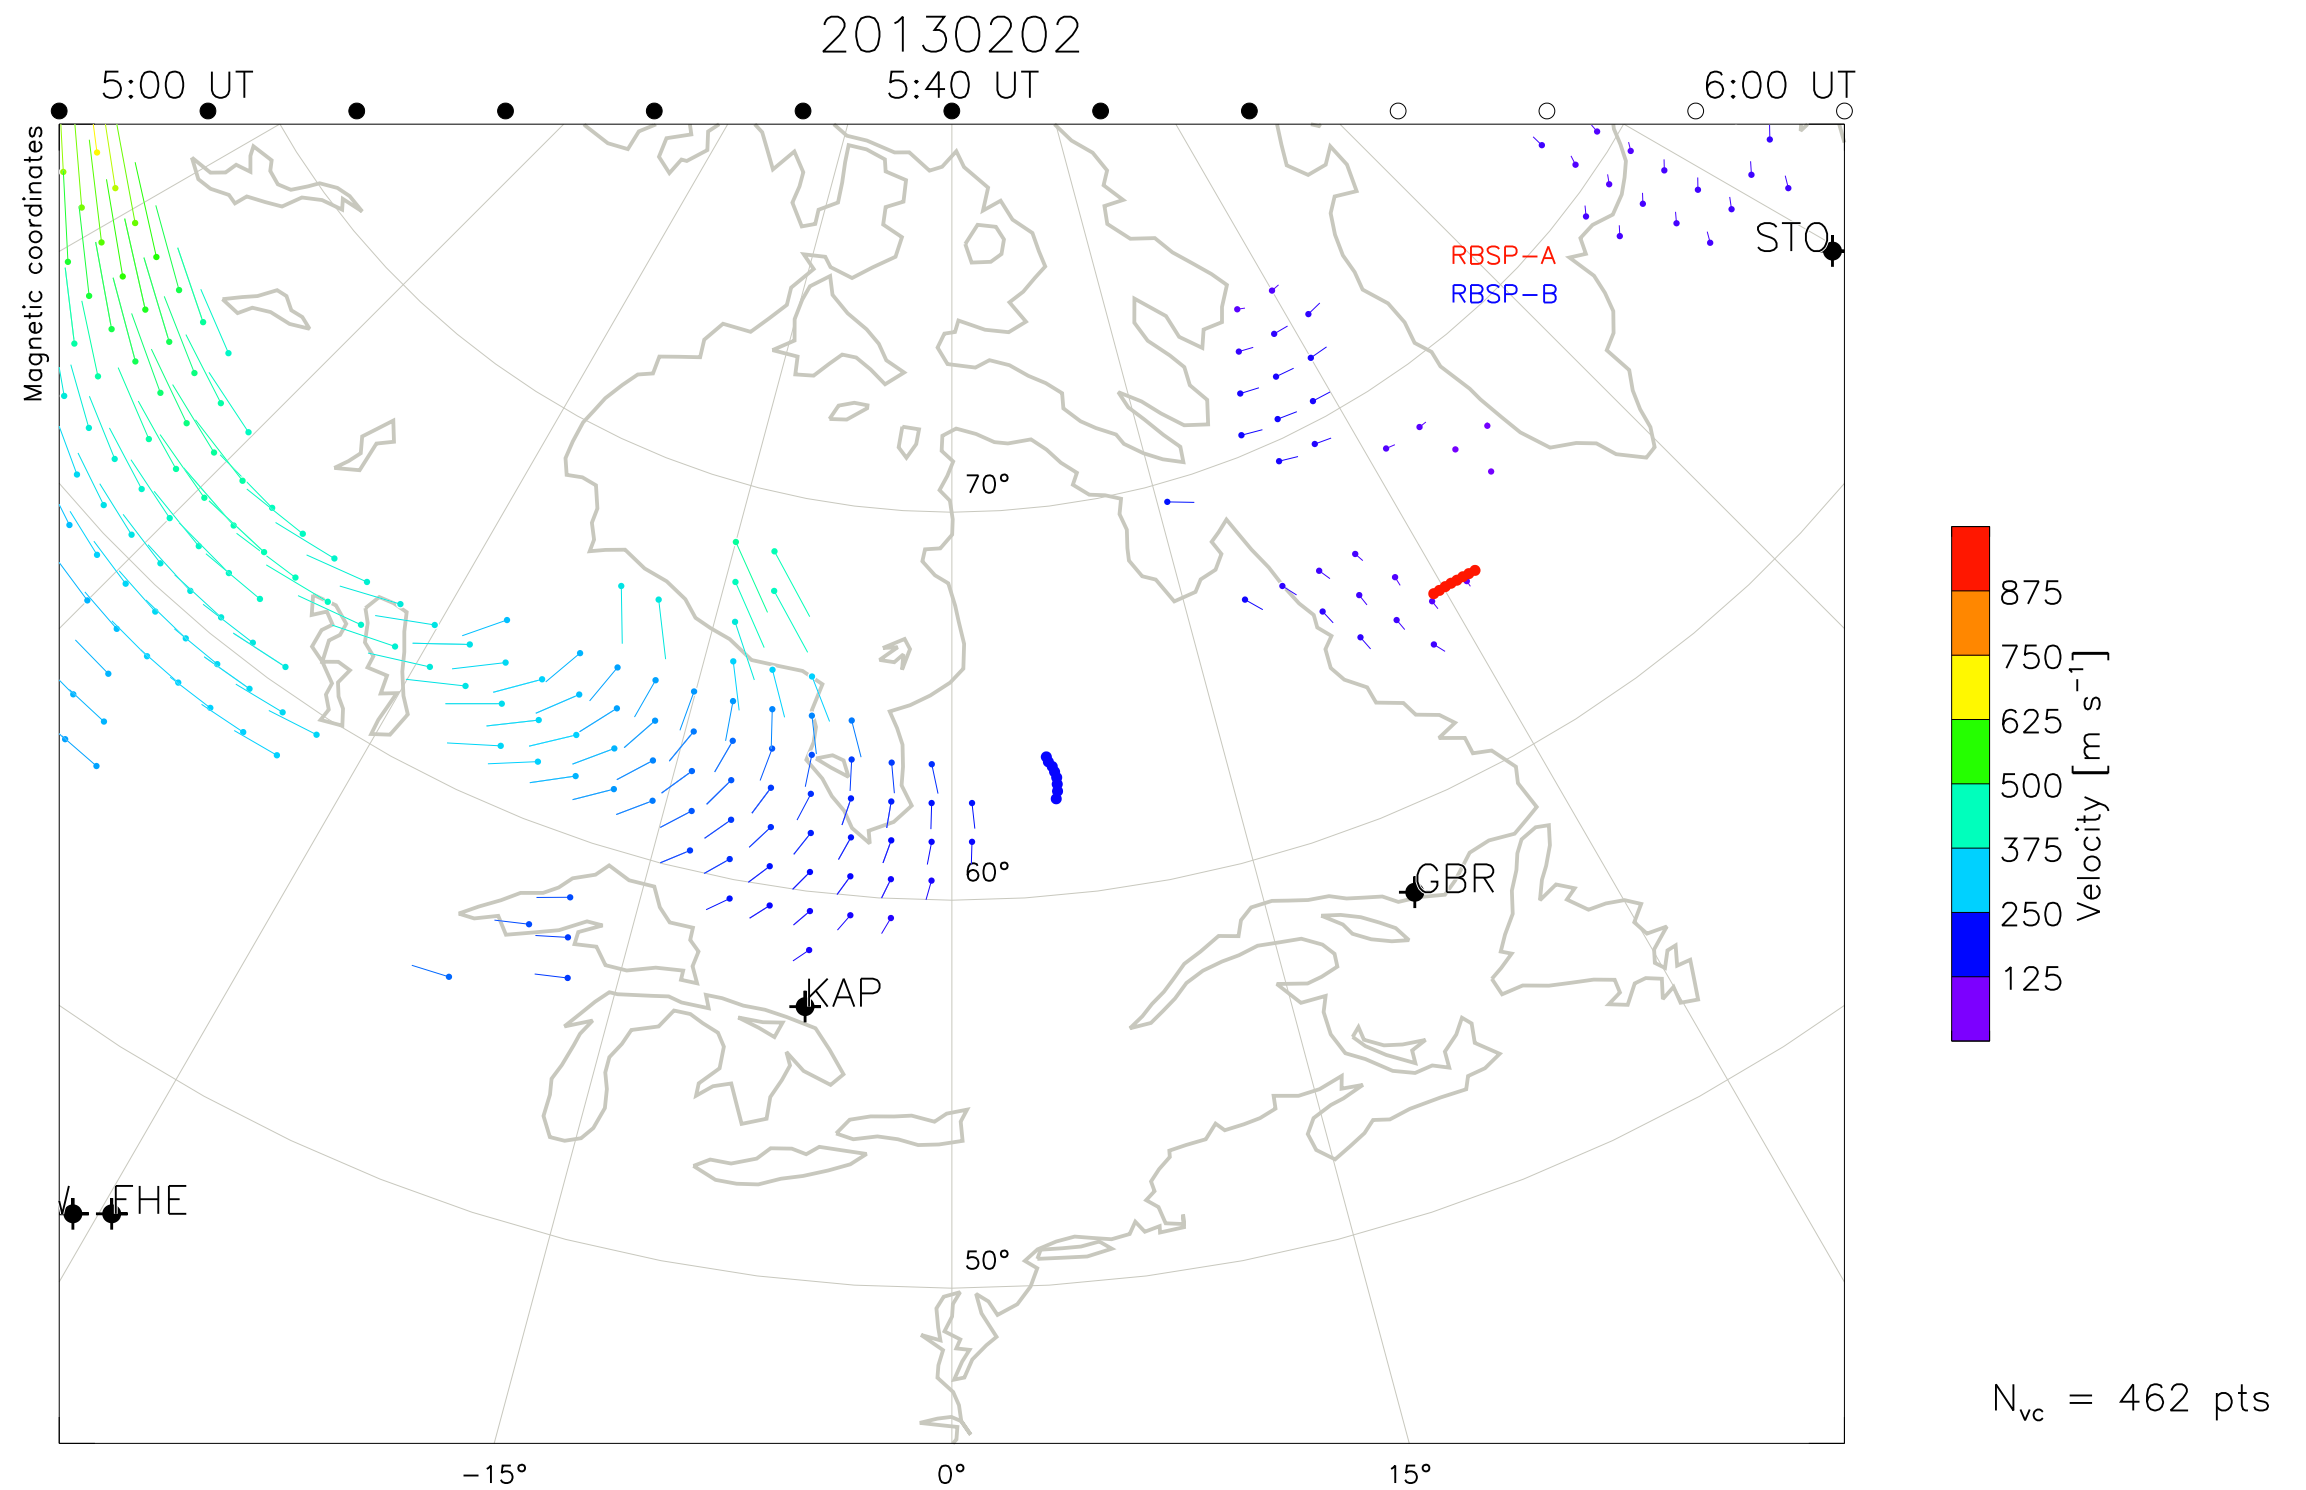 20130202
5:00 UT
5:40 UT
6:00 UT
Magnetic coordinates
STO
RBSP-A
RBSP-B
70°
60°
GBR
KAP
FHE
50°
875
750
625
500
375
250
125
Velocity [m s⁻¹]
Nvc = 462 pts
-15°
0°
15°